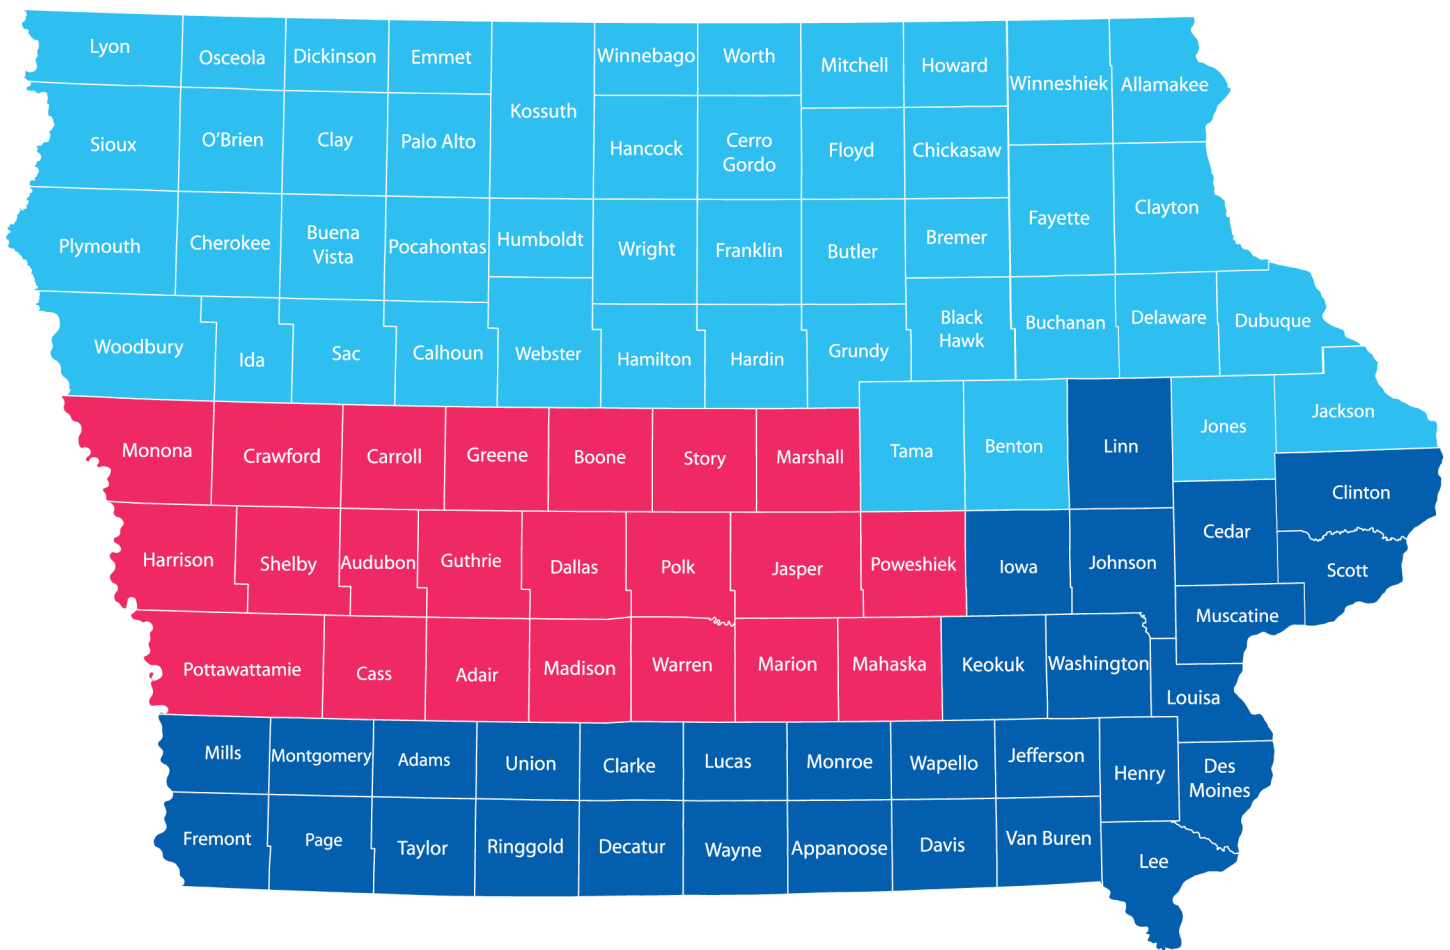 Lyon
Osceola
Dickinson
Emmet
Kossuth
Winnebago
Worth
Mitchell
Howard
Winneshiek
Allamakee
Sioux
O'Brien
Clay
Palo Alto
Hancock
Cerro
Gordo
Floyd
Chickasaw
Fayette
Clayton
Plymouth
Cherokee
Buena
Vista
Pocahontas
Humboldt
Wright
Franklin
Butler
Bremer
Woodbury
Ida
Sac
Calhoun
Webster
Hamilton
Hardin
Grundy
Black
Hawk
Buchanan
Delaware
Dubuque
Monona
Crawford
Carroll
Greene
Boone
Story
Marshall
Tama
Benton
Linn
Jones
Jackson
Clinton
Harrison
Shelby
Audubon
Guthrie
Dallas
Polk
Jasper
Poweshiek
Iowa
Johnson
Cedar
Scott
Muscatine
Pottawattamie
Cass
Adair
Madison
Warren
Marion
Mahaska
Keokuk
Washington
Louisa
Mills
Montgomery
Adams
Union
Clarke
Lucas
Monroe
Wapello
Jefferson
Henry
Des
Moines
Fremont
Page
Taylor
Ringgold
Decatur
Wayne
Appanoose
Davis
Van Buren
Lee